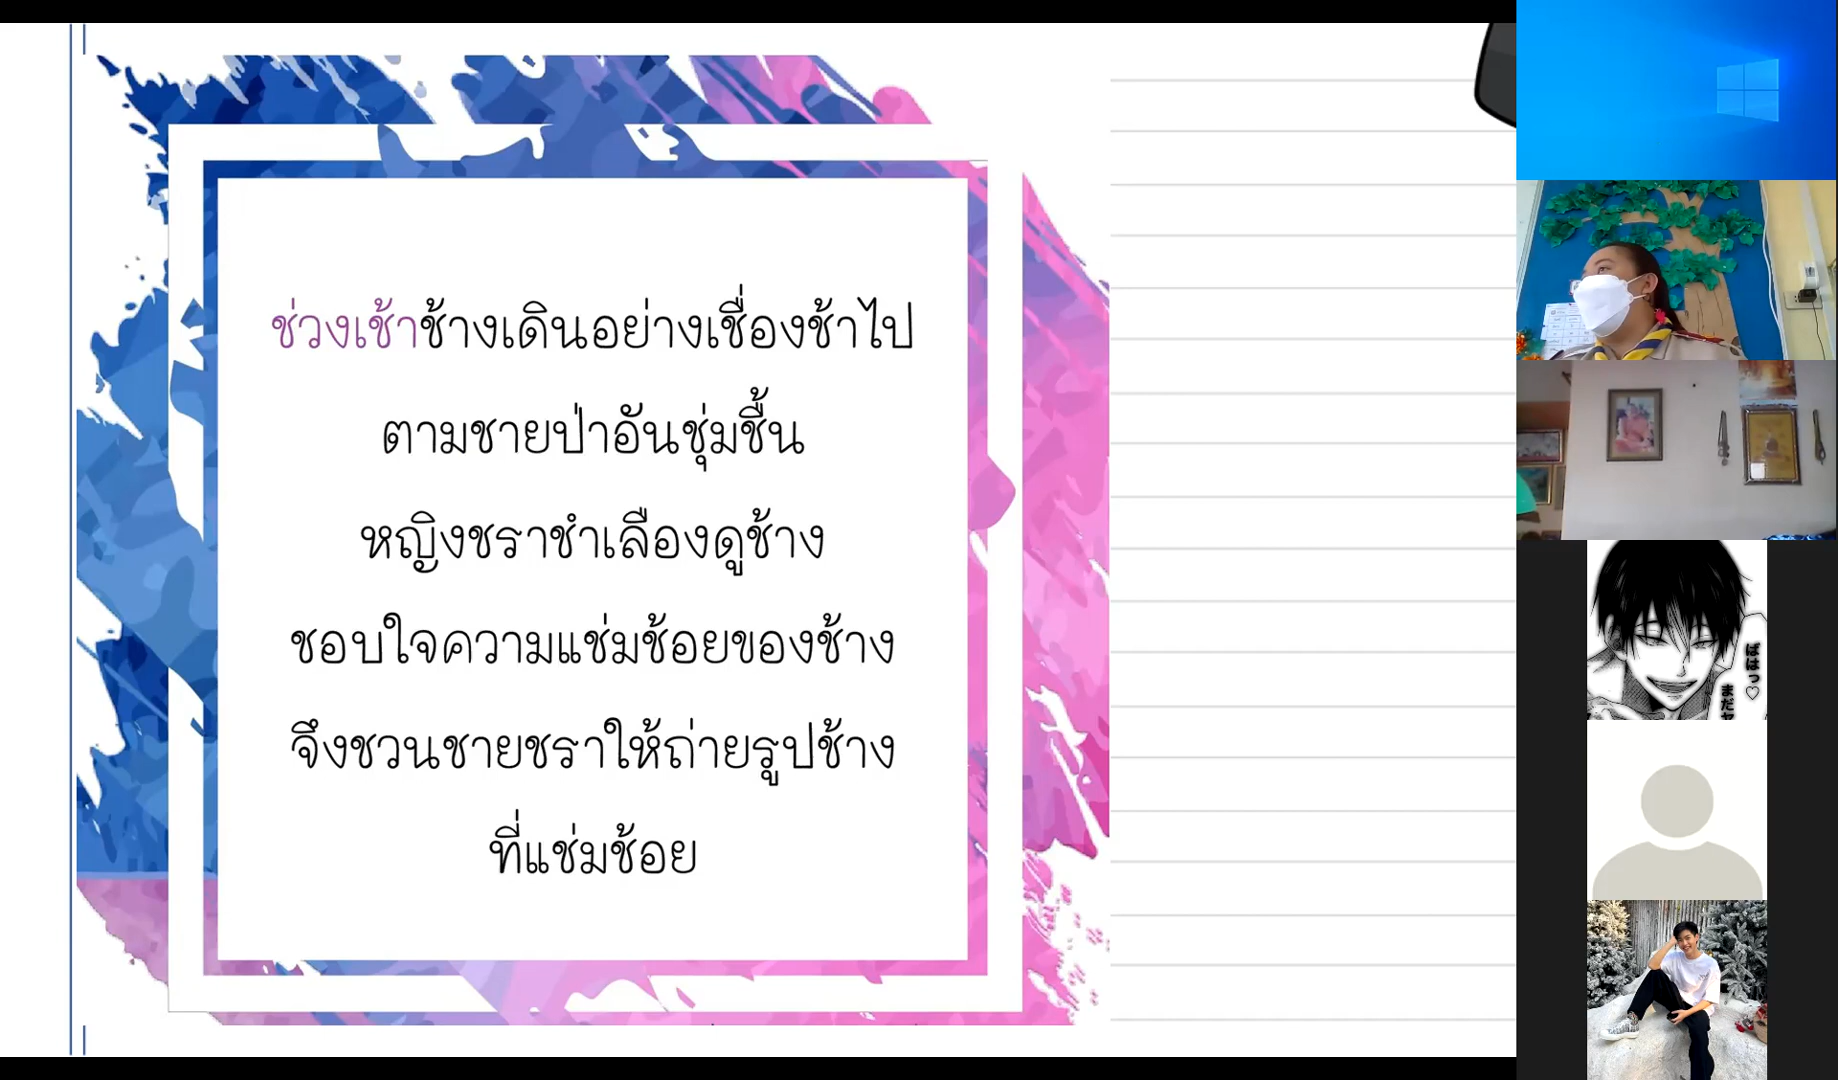 ช่วงเช้าช้างเดินอย่างเชื่องช้าไป
ตามชายป่าอันชุ่มชื้น
หญิงชราชำเลืองดูช้าง
ชอบใจความแช่มช้อยของช้าง
จึงชวนชายชราให้ถ่ายรูปช้าง
ที่แช่มช้อย
ばはっ♡